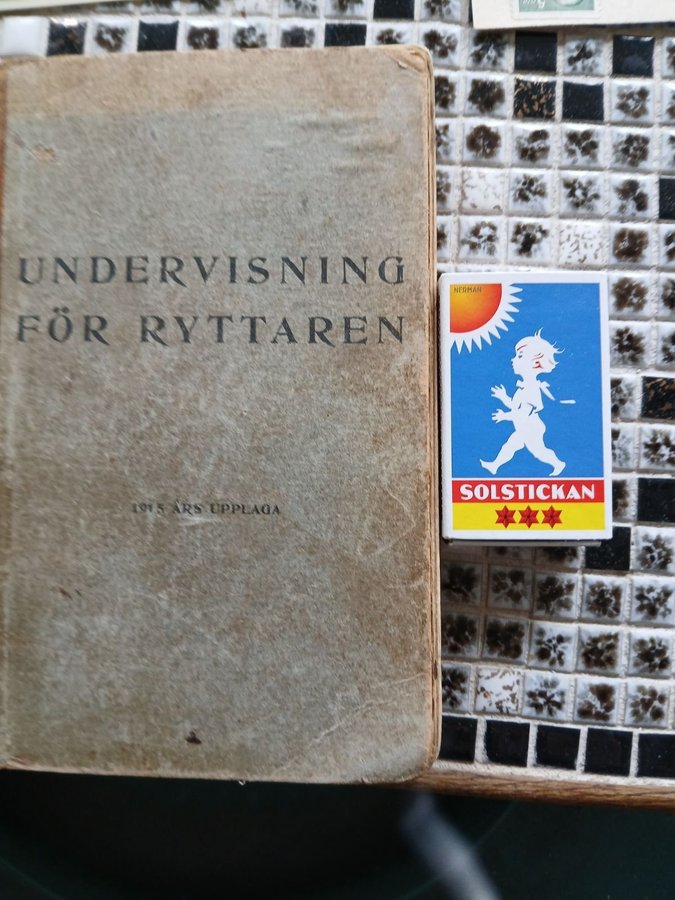 UNDERVISNING
FÖR RYTTAREN
1915 ÅRS UPPLAGA
NERMAN
SOLSTICKAN